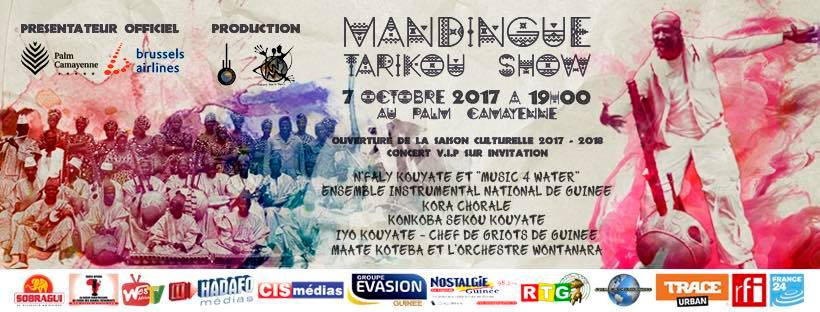 PRESENTATEUR OFFICIEL
PRODUCTION
Palm
Camayenne
brussels
airlines
MANDINGUE
TARIKOU SHOW
7 OCTOBRE 2017 A 19H00
AU PALM CAMAYENNE
OUVERTURE DE LA SAISON CULTURELLE 2017 - 2018
CONCERT V.I.P SUR INVITATION
N'FALY KOUYATE ET "MUSIC 4 WATER"
ENSEMBLE INSTRUMENTAL NATIONAL DE GUINEE
KORA CHORALE
KONKOBA SEKOU KOUYATE
IYO KOUYATE - CHEF DE GRIOTS DE GUINEE
MAATE KOTEBA ET L'ORCHESTRE WONTANARA
SOBRAGUI
West
TV
HADAFO
médias
CIS médias
GROUPE
EVASION
GUINEE
NOSTALGIE
Guinée
RTG
TRACE
URBAN
rfi
FRANCE
24